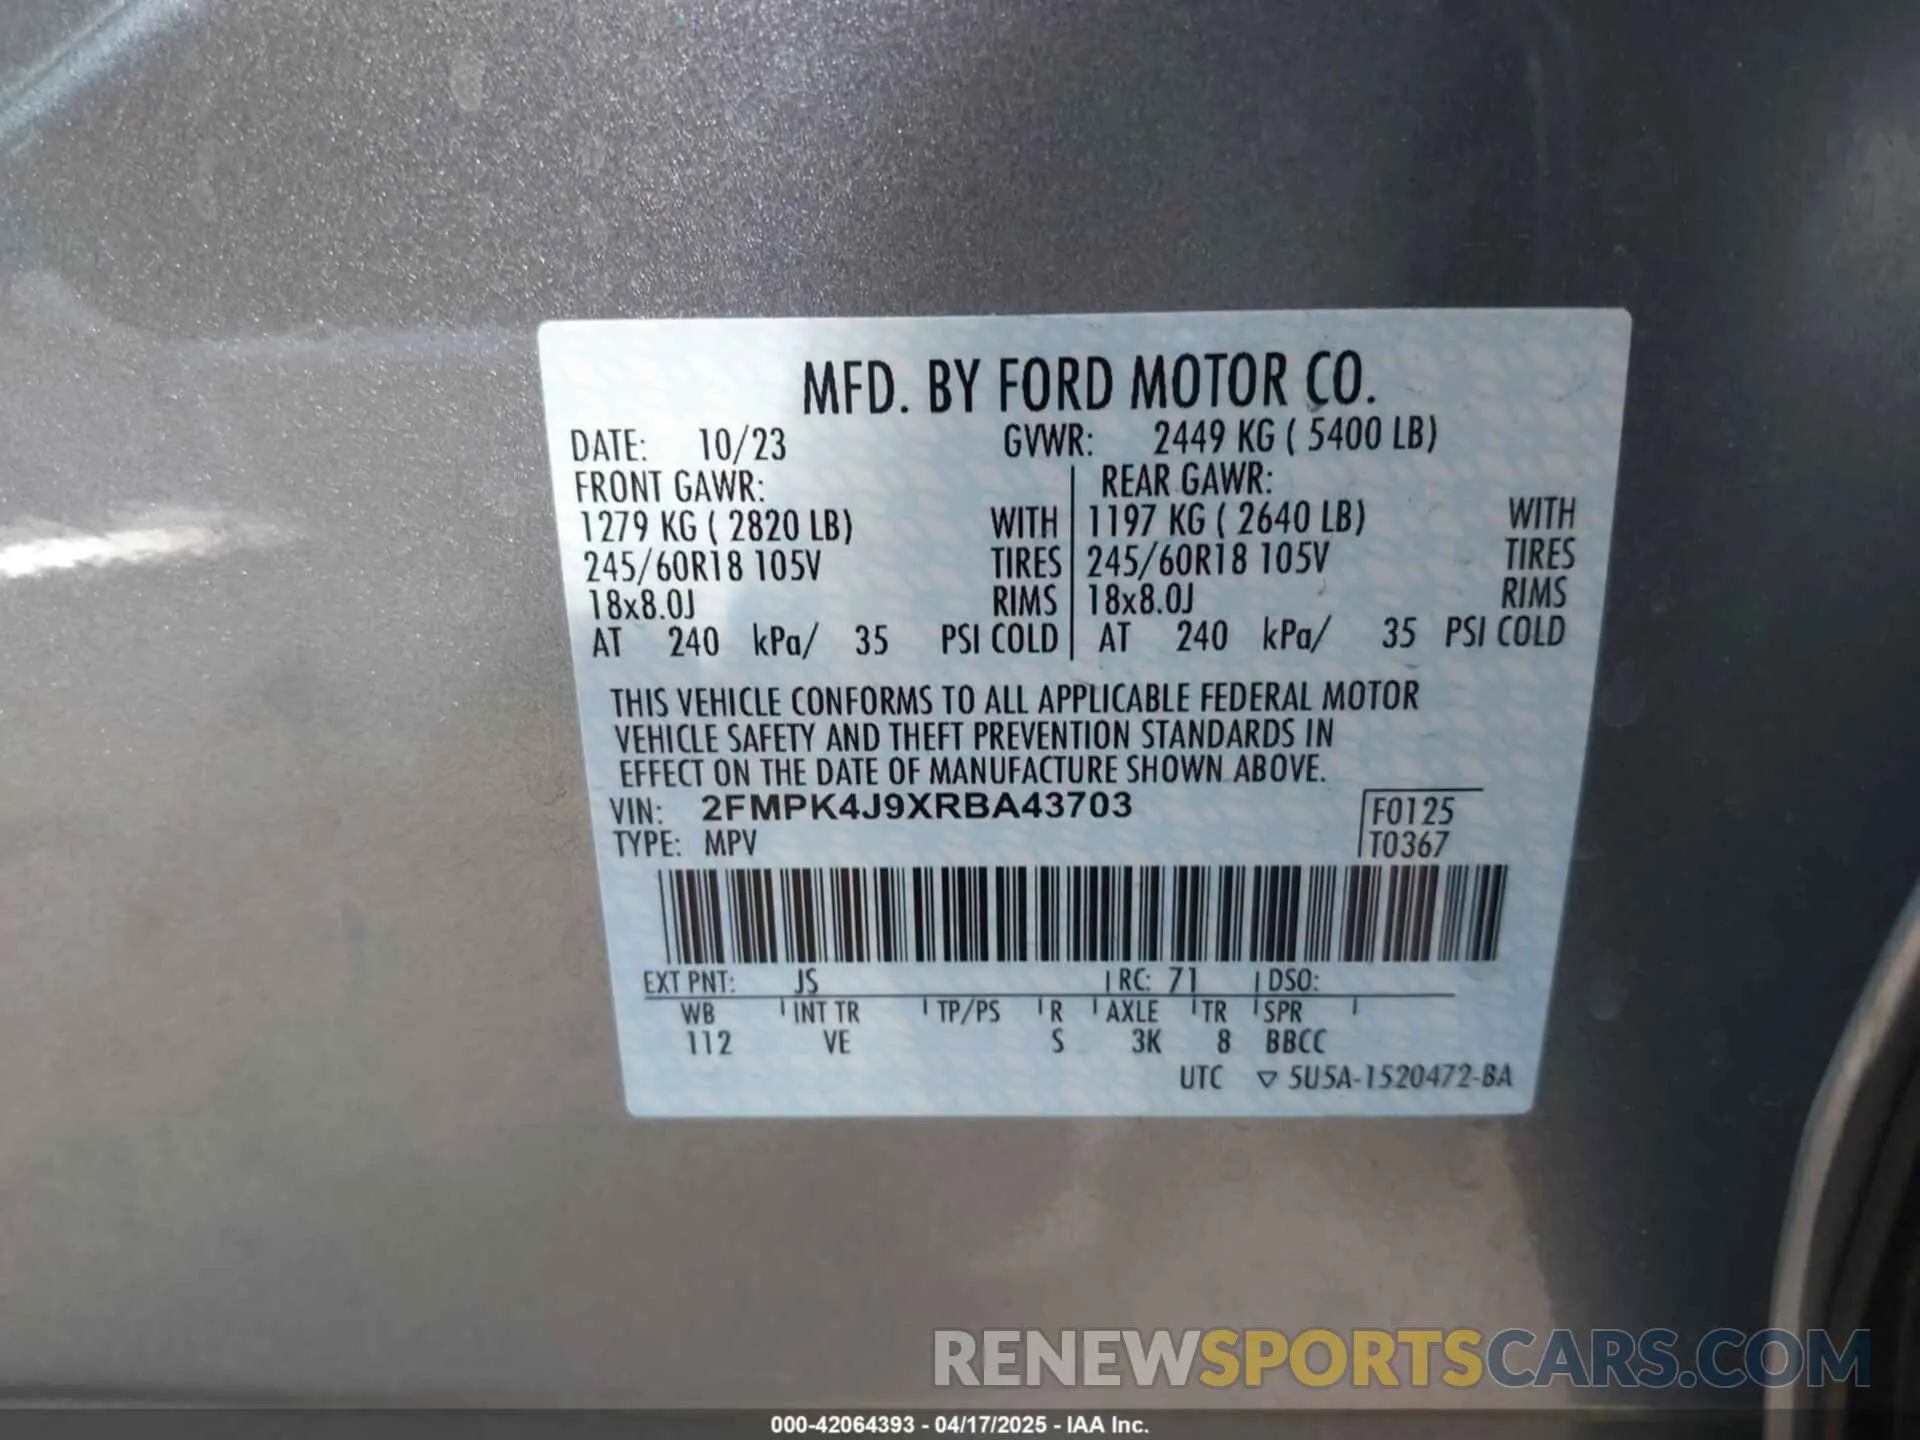 MFD. BY FORD MOTOR CO.
DATE: 10/23 GVWR: 2449 KG ( 5400 LB)
FRONT GAWR: REAR GAWR:
1279 KG ( 2820 LB) WITH 1197 KG ( 2640 LB) WITH
245/60R18 105V TIRES 245/60R18 105V TIRES
18x8.0J RIMS 18x8.0J RIMS
AT 240 kPa/ 35 PSI COLD AT 240 kPa/ 35 PSI COLD
THIS VEHICLE CONFORMS TO ALL APPLICABLE FEDERAL MOTOR
VEHICLE SAFETY AND THEFT PREVENTION STANDARDS IN
EFFECT ON THE DATE OF MANUFACTURE SHOWN ABOVE.
VIN: 2FMPK4J9XRBA43703 F0125
TYPE: MPV T0367
EXT PNT: JS RC: 71 DSO:
WB INT TR TP/PS R AXLE TR SPR
112 VE S 3K 8 BBCC
UTC ▽ 5U5A-1520472-BA
RENEWSPORTSCARS.COM
000-42064393 - 04/17/2025 - IAA Inc.